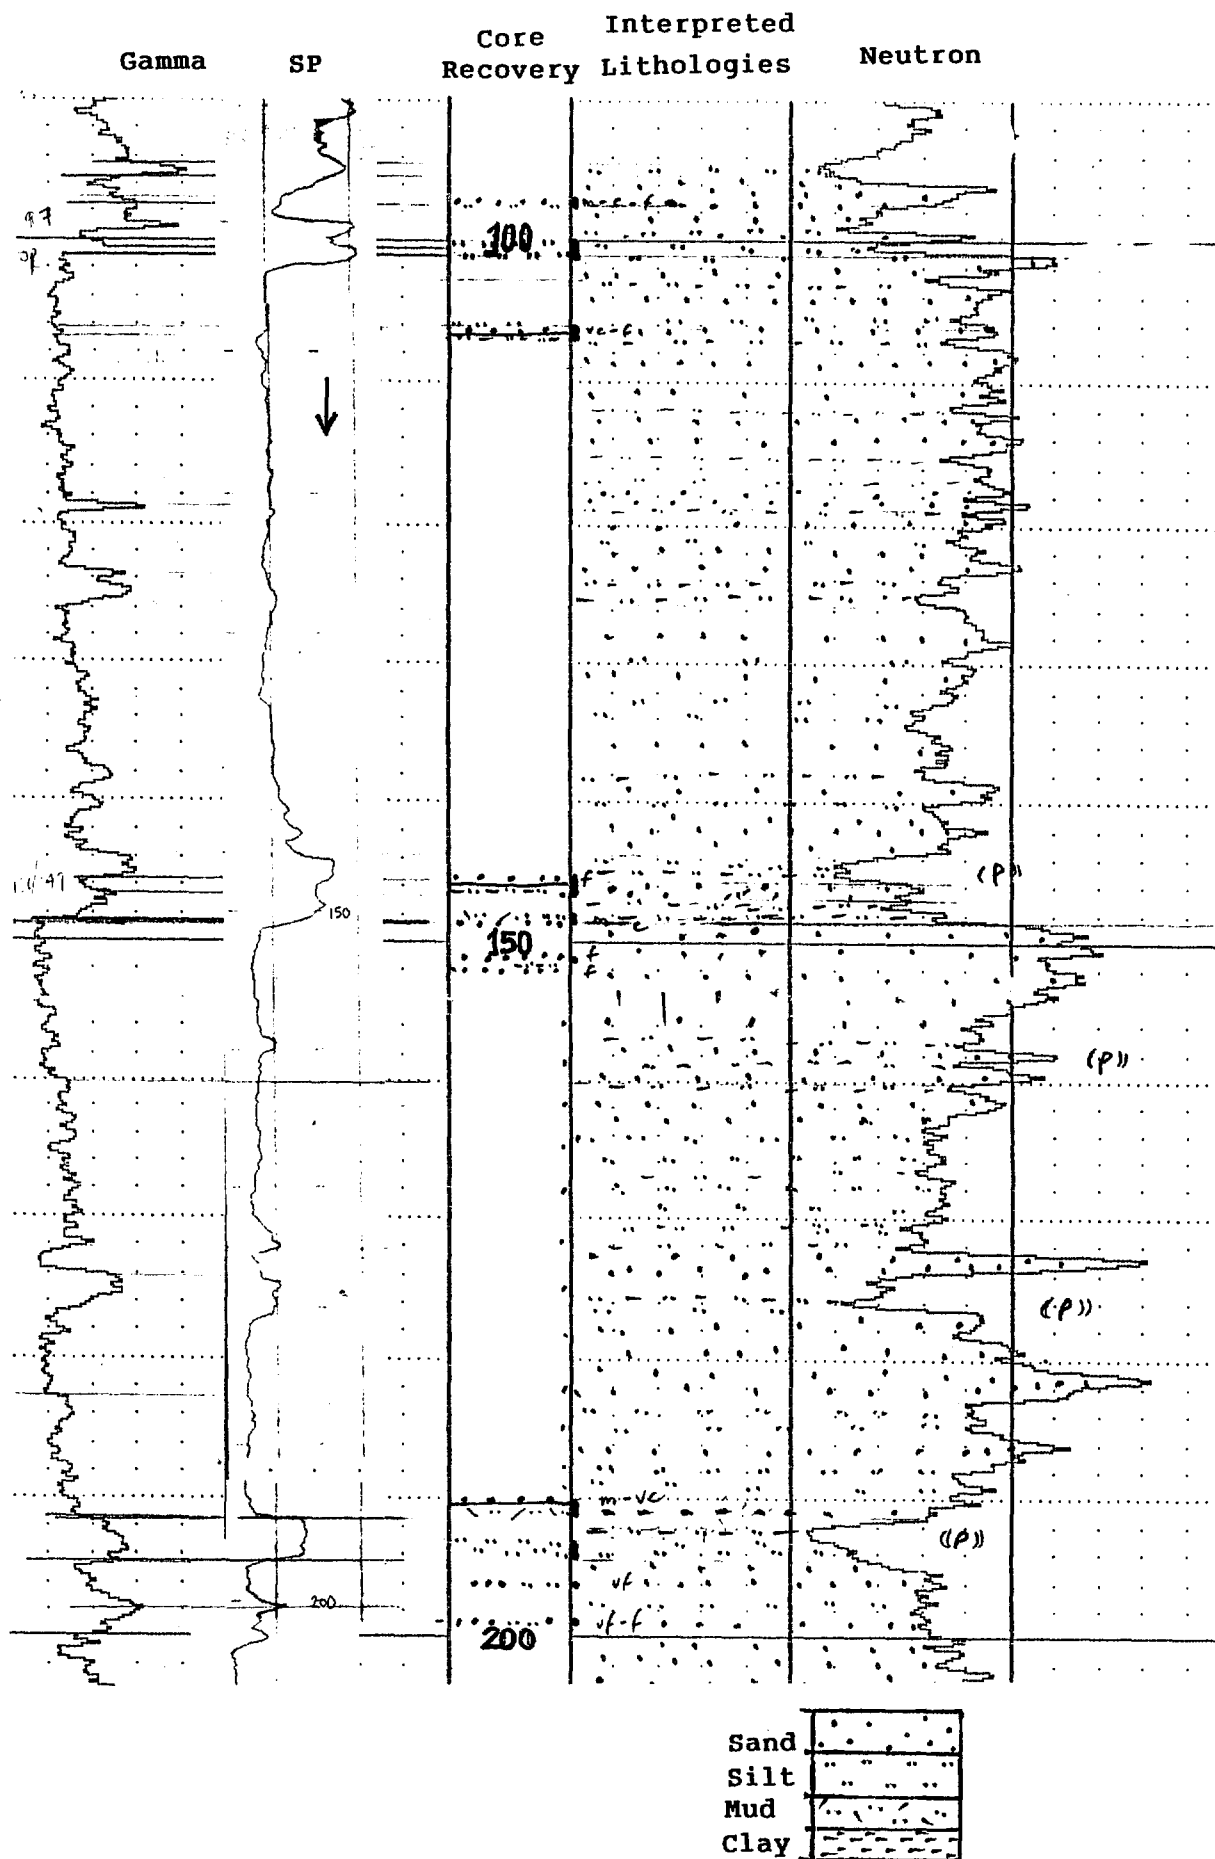 Gamma SP Core Recovery Interpreted Lithologies Neutron
97
100
vc-f
f
150
m
c
150
f
f
(P))
(P))
((P))
m-vc
((P))
vf
200
vf-f
200
Sand
Silt
Mud
Clay